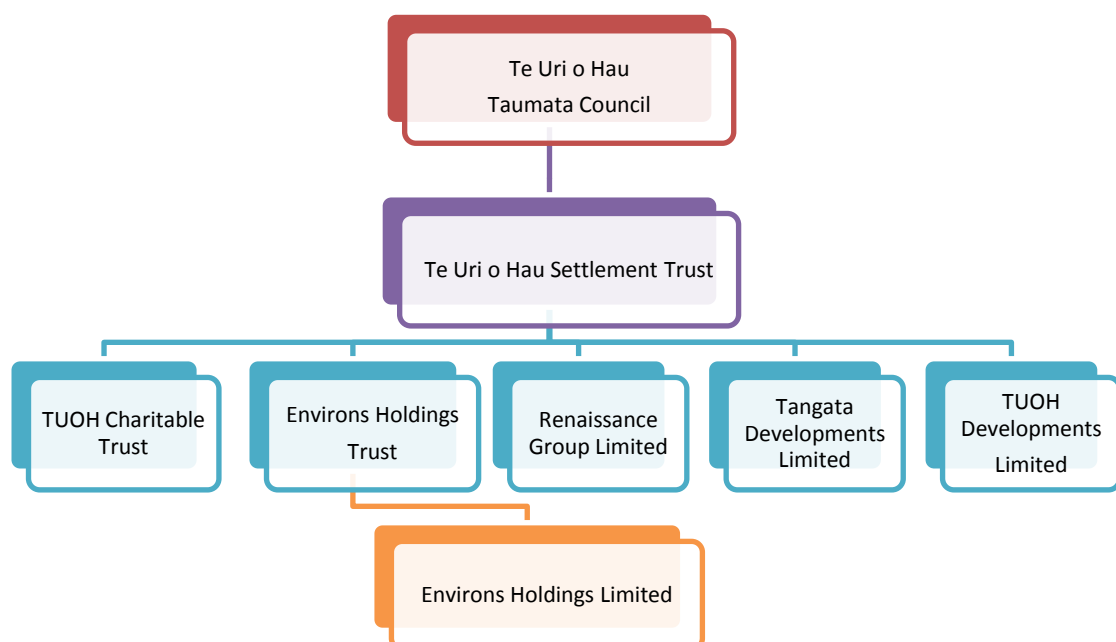 Te Uri o Hau
Taumata Council
Te Uri o Hau Settlement Trust
TUOH Charitable
Trust
Environs Holdings
Trust
Renaissance
Group Limited
Tangata
Developments
Limited
TUOH
Developments
Limited
Environs Holdings Limited